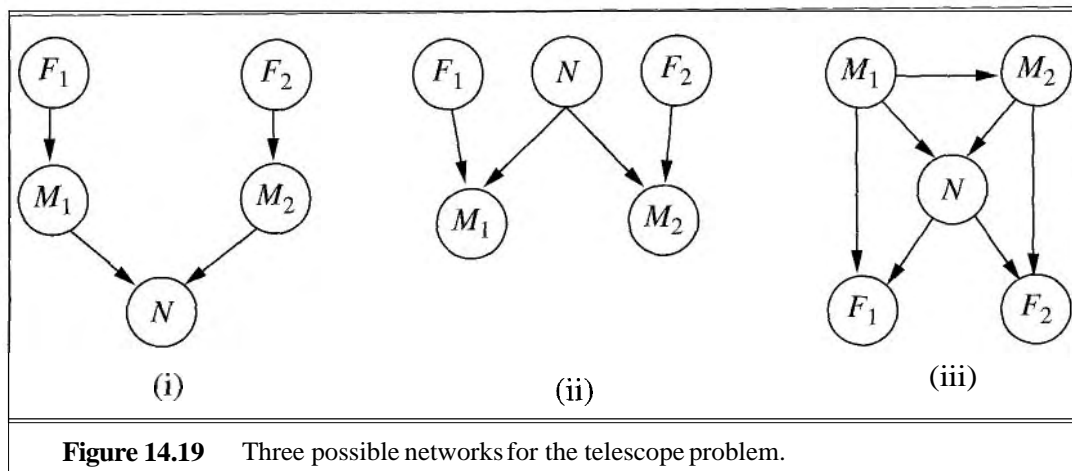 F1 F2 F1 N F2 M1 M2
M1 M2 N
M1 M2
N F1 F2
(i) (ii) (iii)
Figure 14.19 Three possible networks for the telescope problem.